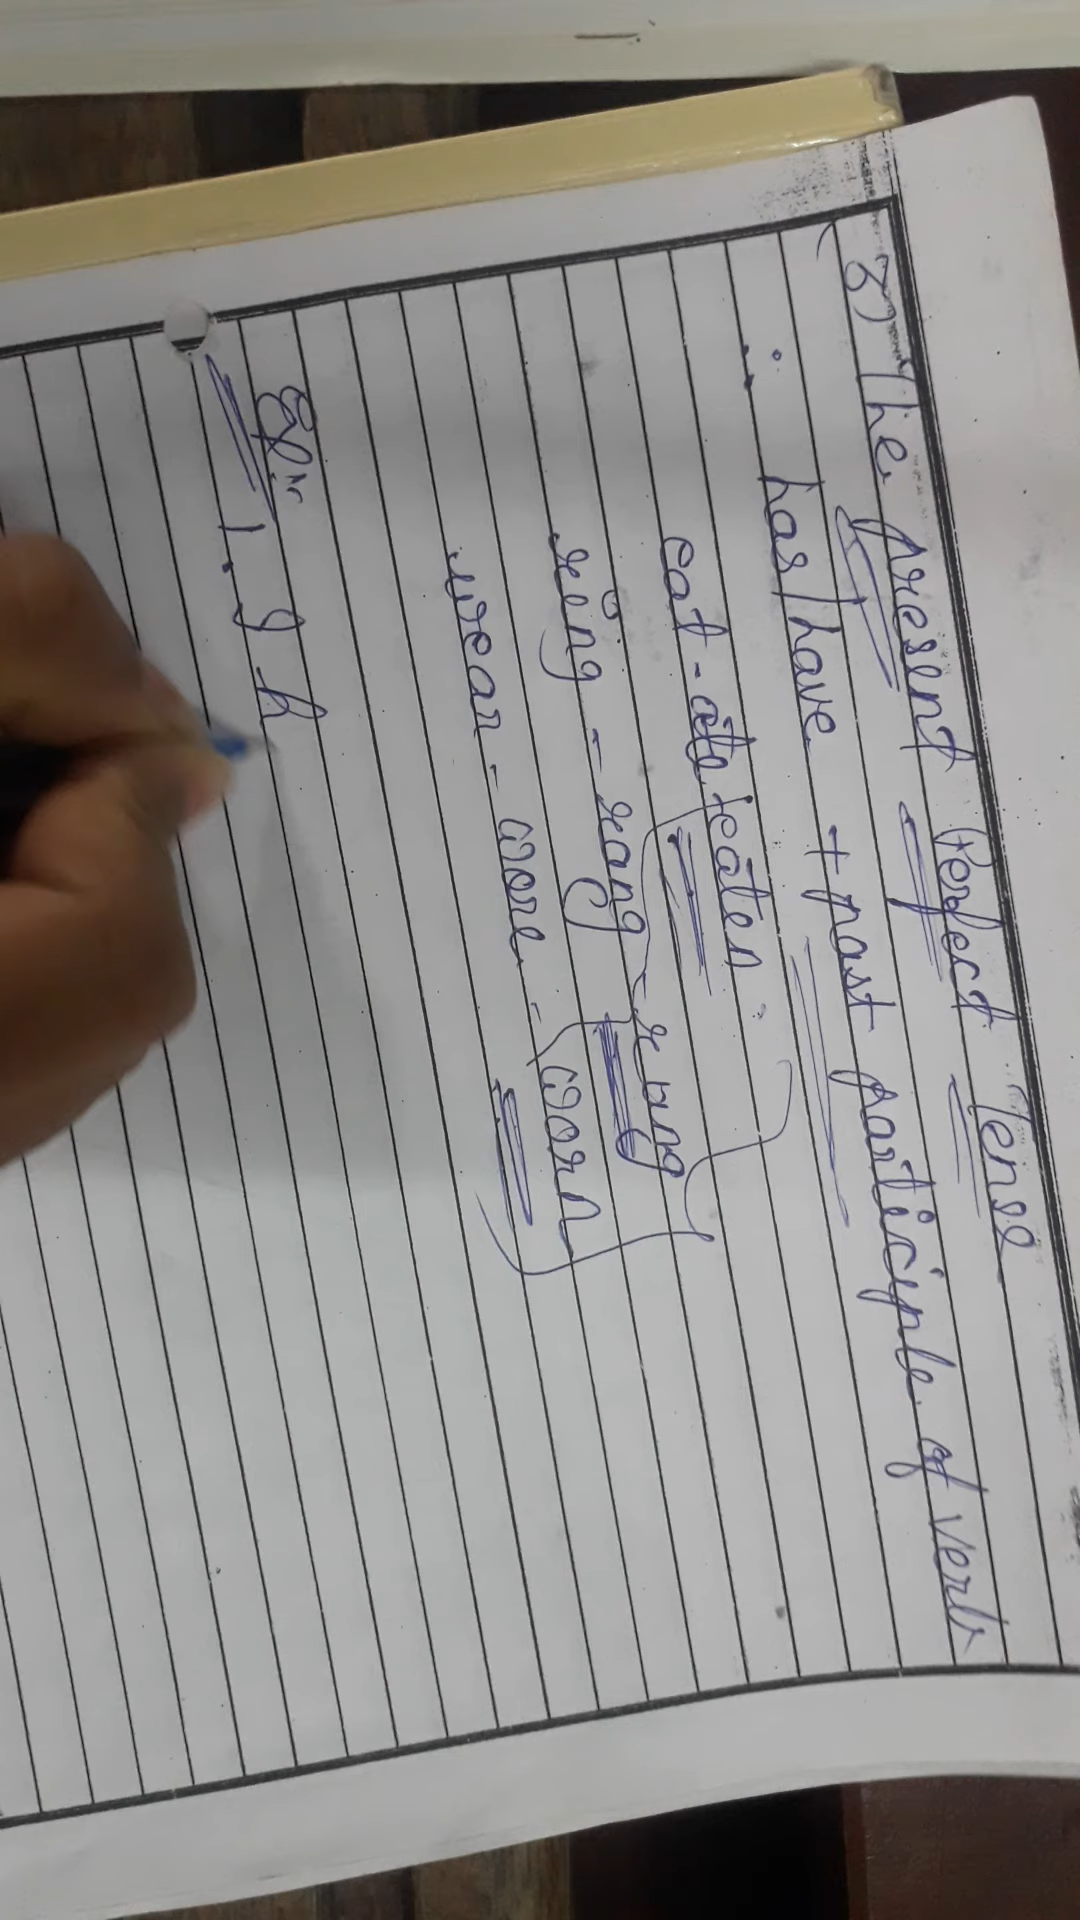 3) The present Perfect Tense
∴ has/have + past participle of verb
eat - ate - eaten
ring - rang - rung
wear - wore - worn
Ex:-
1. I h